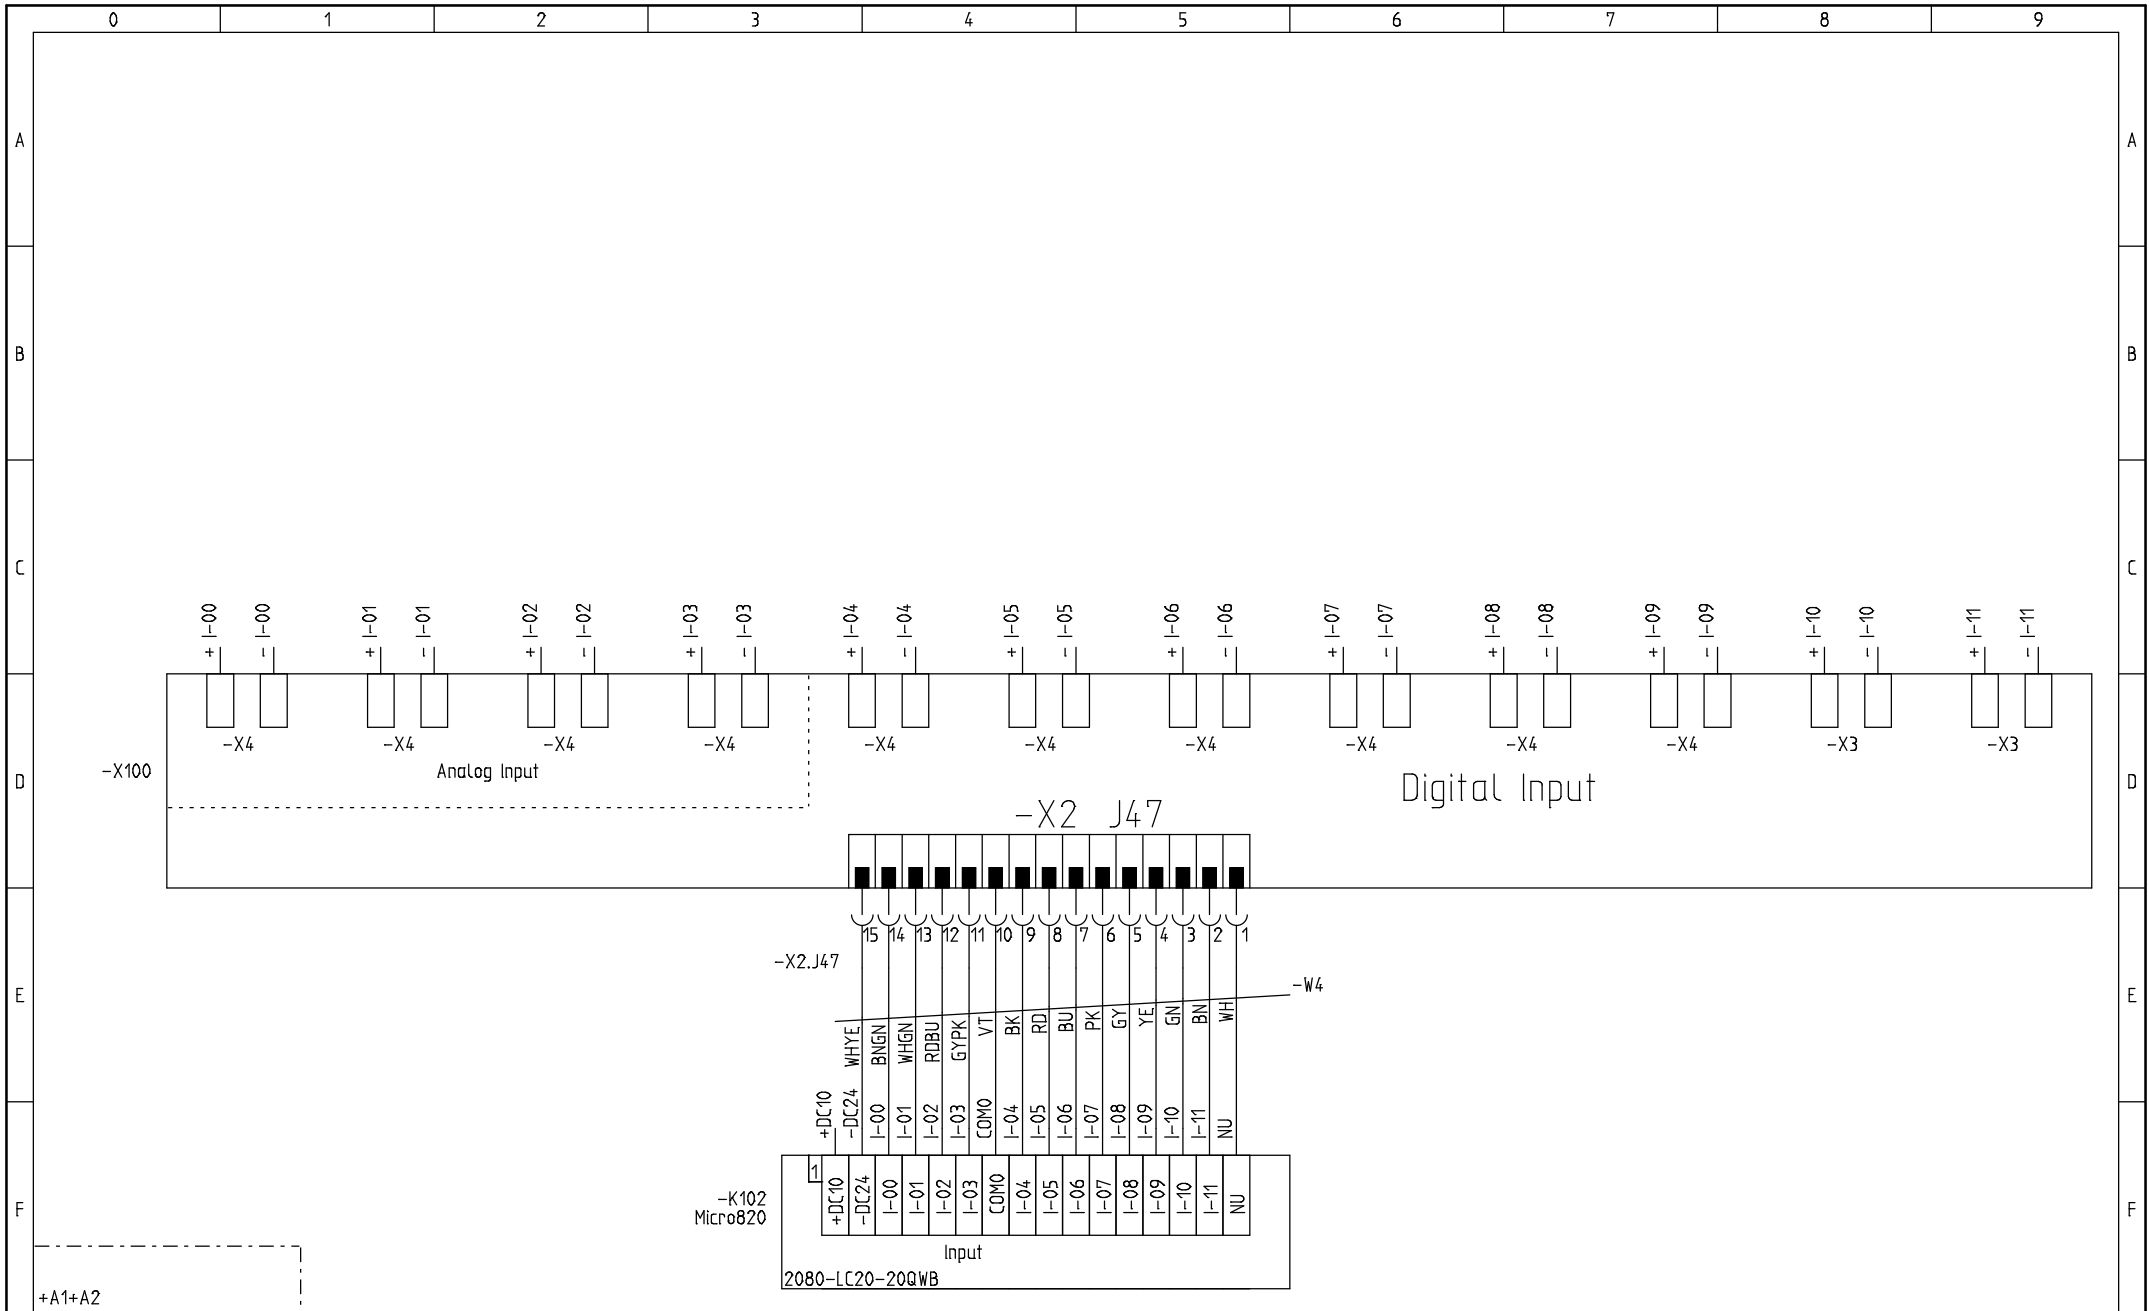 0 1 2 3 4 5 6 7 8 9
A A
B B
C C
+ I-00 - I-00 + I-01 - I-01 + I-02 - I-02 + I-03 - I-03 + I-04 - I-04 + I-05 - I-05 + I-06 - I-06 + I-07 - I-07 + I-08 - I-08 + I-09 - I-09 + I-10 - I-10 + I-11 - I-11
-X4 -X4 -X4 -X4 -X4 -X4 -X4 -X4 -X4 -X4 -X3 -X3
-X100 Analog Input
D Digital Input D
-X2 J47
15 14 13 12 11 10 9 8 7 6 5 4 3 2 1
-X2.J47
-W4
E E
WHYE BNGN WHGN RDBU GYPK VT BK RD BU PK GY YE GN BN WH
+DC10 -DC24 I-00 I-01 I-02 I-03 COM0 I-04 I-05 I-06 I-07 I-08 I-09 I-10 I-11 NU
1
+DC10 -DC24 I-00 I-01 I-02 I-03 COM0 I-04 I-05 I-06 I-07 I-08 I-09 I-10 I-11 NU
-K102
Micro820
F F
Input
2080-LC20-20QWB
+A1+A2